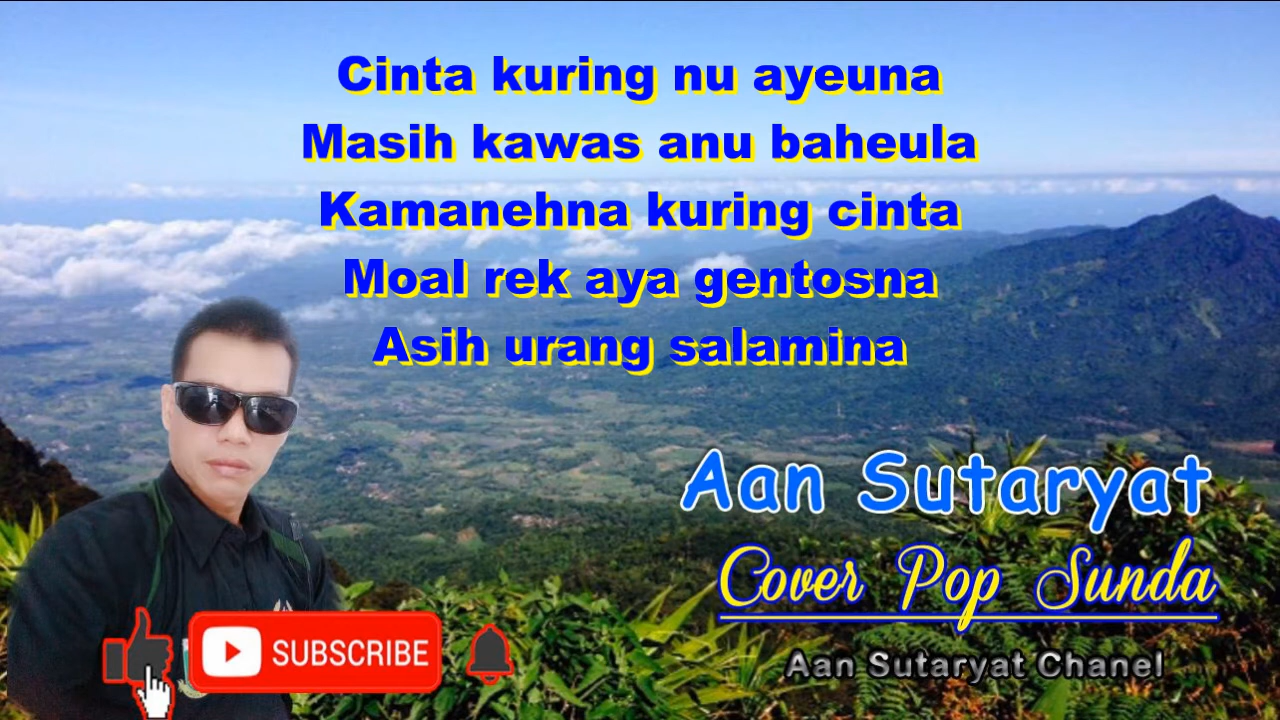 Cinta kuring nu ayeuna
Masih kawas anu baheula
Kamanehna kuring cinta
Moal rek aya gentosna
Asih urang salamina
Aan Sutaryat
Cover Pop Sunda
SUBSCRIBE
Aan Sutaryat Chanel